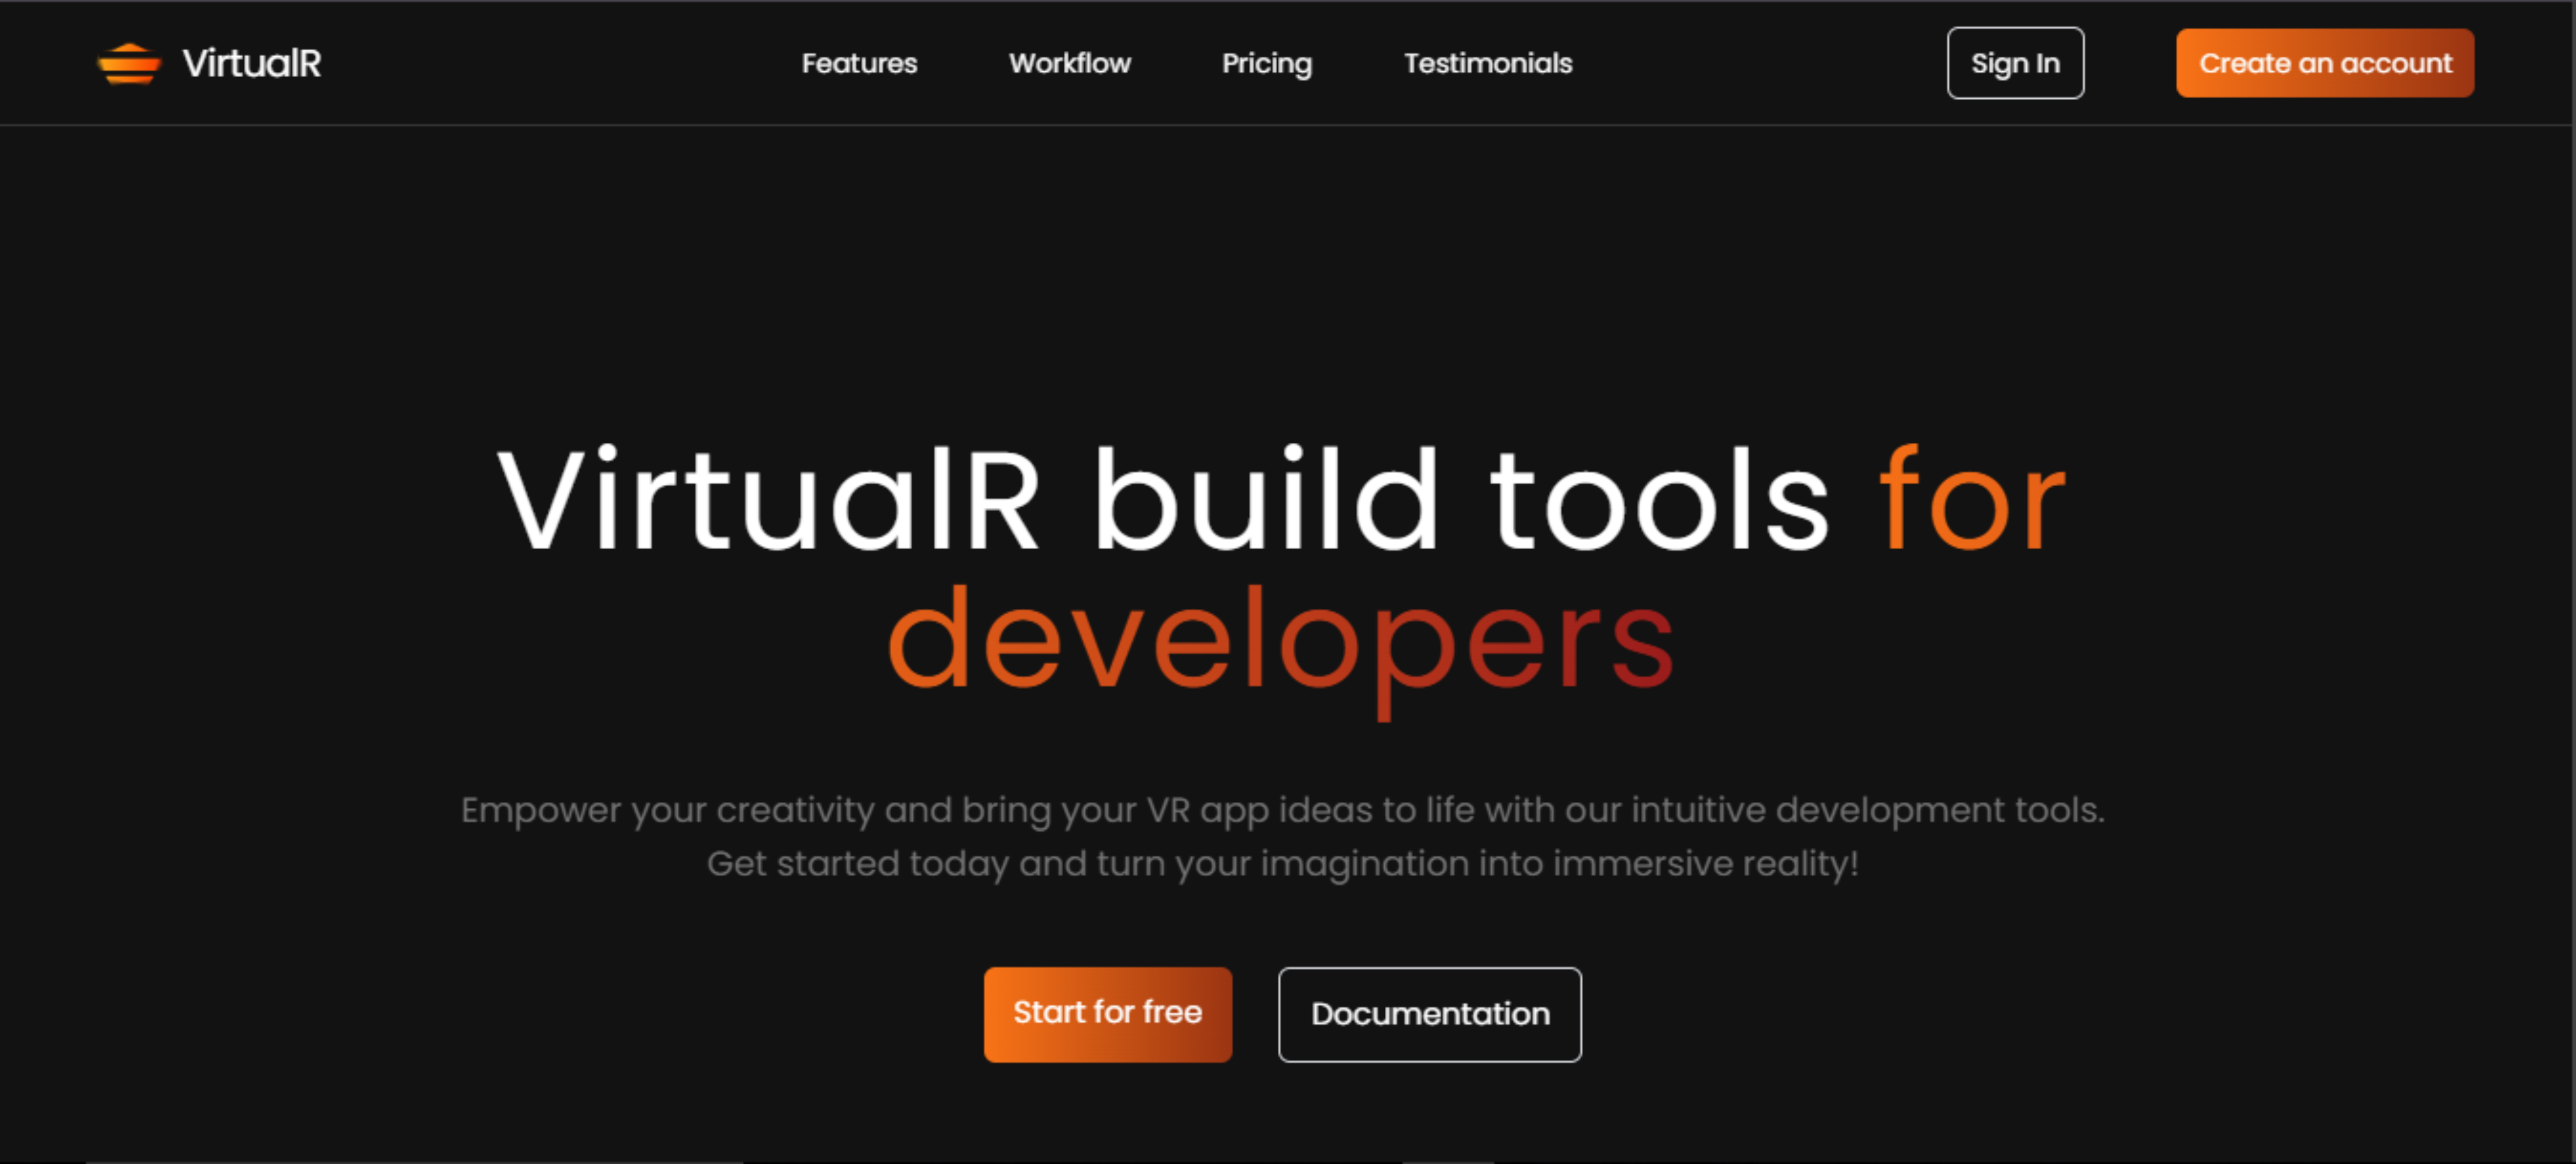 VirtualR
Features
Workflow
Pricing
Testimonials
Sign In
Create an account
VirtualR build tools for
developers
Empower your creativity and bring your VR app ideas to life with our intuitive development tools.
Get started today and turn your imagination into immersive reality!
Start for free
Documentation